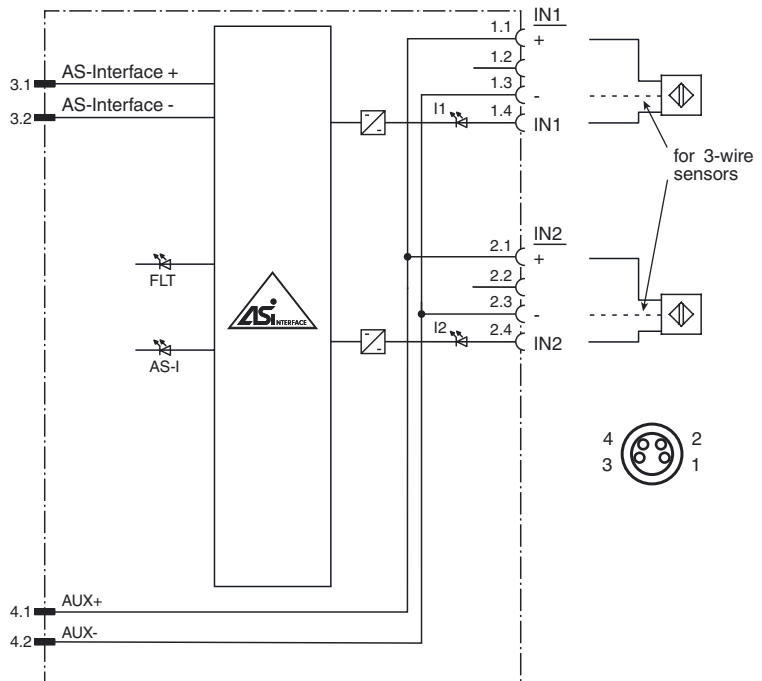 IN1
1.1
+
1.2
1.3
-
I1
1.4
IN1
3.1
AS-Interface +
3.2
AS-Interface -
for 3-wire
sensors
IN2
2.1
+
2.2
2.3
-
I2
2.4
IN2
FLT
ASi INTERFACE
AS-I
4
2
3
1
4.1
AUX+
4.2
AUX-